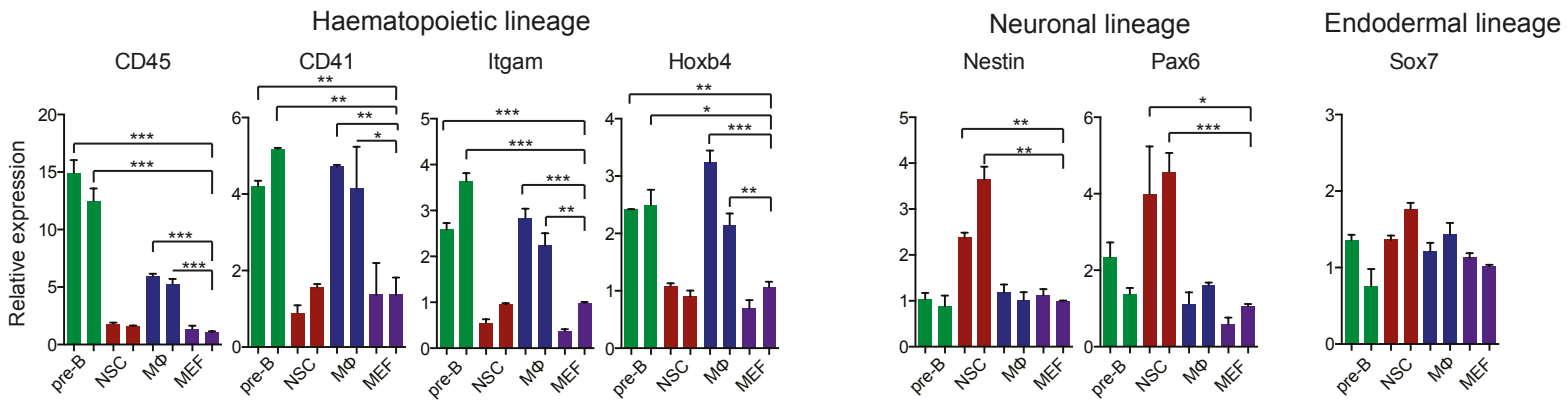 Haematopoietic lineage
Neuronal lineage
Endodermal lineage
CD45
CD41
Itgam
Hoxb4
Nestin
Pax6
Sox7
Relative expression
20
15
10
5
0
***
***
***
***
pre-B
NSC
MΦ
MEF
6
4
2
0
**
**
**
*
pre-B
NSC
MΦ
MEF
5
4
3
2
1
0
***
***
***
**
pre-B
NSC
MΦ
MEF
4
3
2
1
0
**
*
***
**
pre-B
NSC
MΦ
MEF
5
4
3
2
1
0
**
**
pre-B
NSC
MΦ
MEF
6
4
2
0
*
***
pre-B
NSC
MΦ
MEF
3
2
1
0
pre-B
NSC
MΦ
MEF